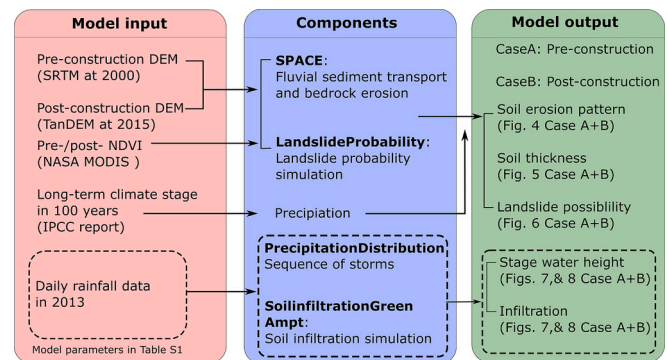 Model input
Pre-construction DEM
(SRTM at 2000)
Post-construction DEM
(TanDEM at 2015)
Pre-/post- NDVI
(NASA MODIS )
Long-term climate stage
in 100 years
(IPCC report)
Daily rainfall data
in 2013
Model parameters in Table S1
Components
SPACE:
Fluvial sediment transport
and bedrock erosion
LandslideProbability:
Landslide probability
simulation
Precipiation
PrecipitationDistribution:
Sequence of storms
SoilinfiltrationGreen
Ampt:
Soil infiltration simulation
Model output
CaseA: Pre-construction
CaseB: Post-construction
Soil erosion pattern
(Fig. 4 Case A+B)
Soil thickness
(Fig. 5 Case A+B)
Landslide possiblility
(Fig. 6 Case A+B)
Stage water height
(Figs. 7,& 8 Case A+B)
Infiltration
(Figs. 7,& 8 Case A+B)